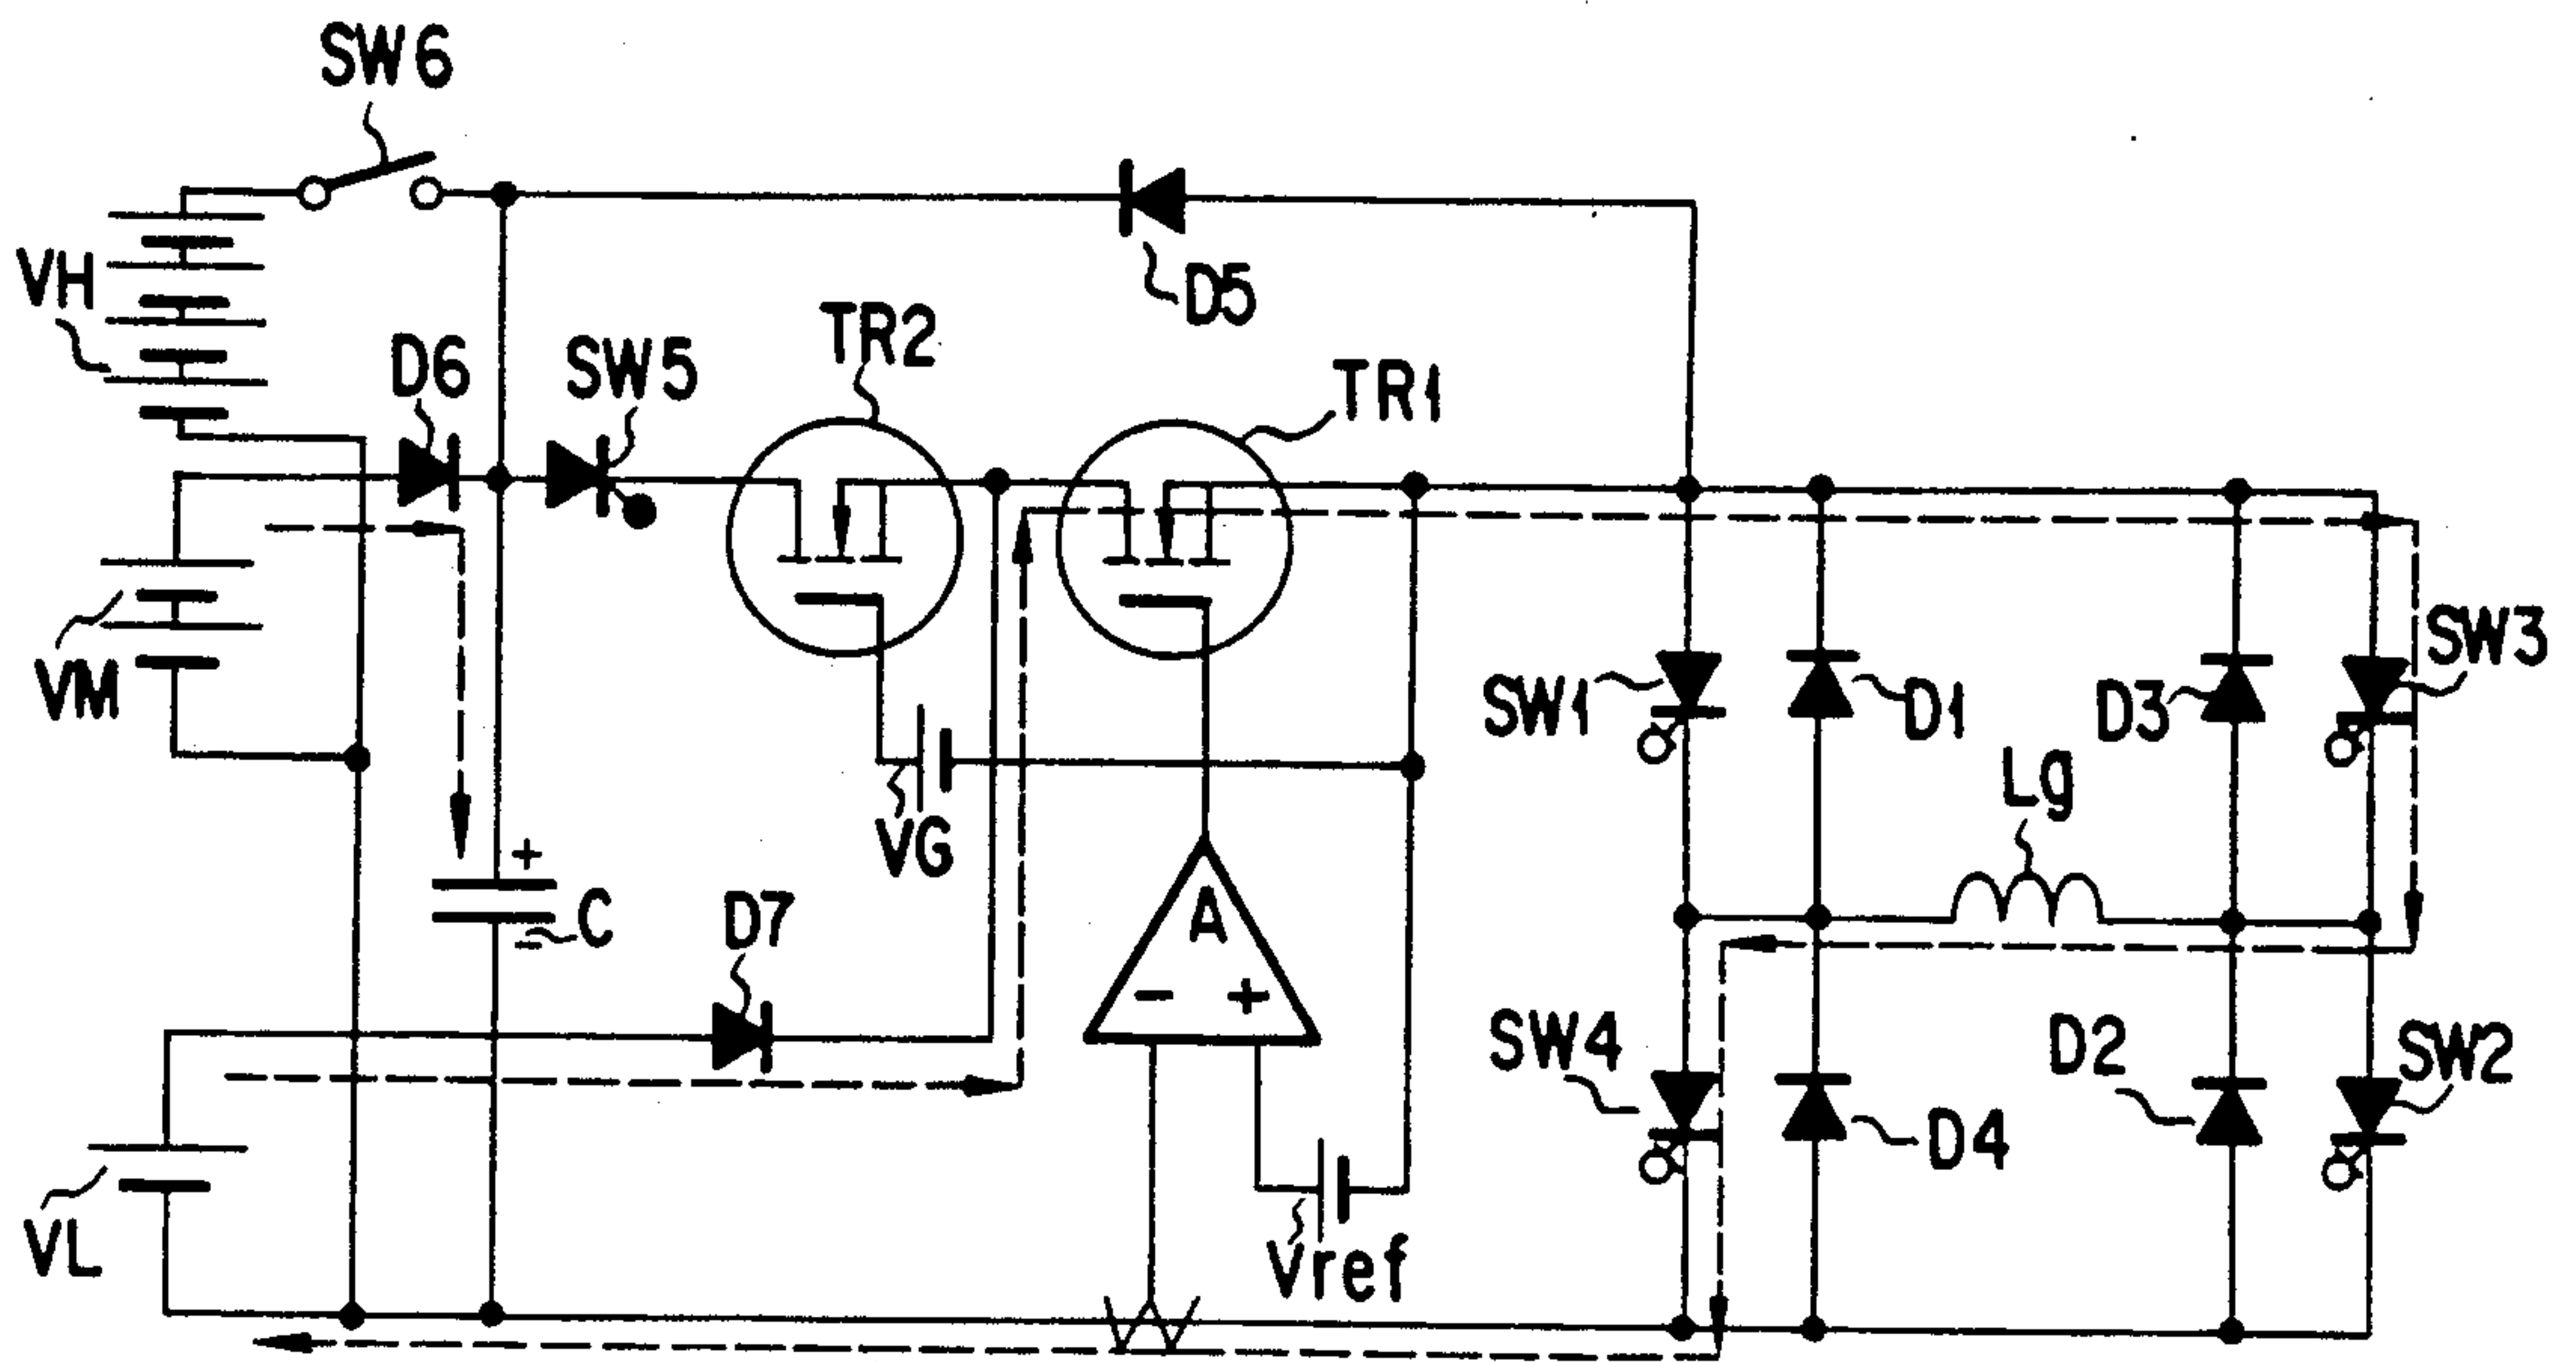 SW6
VH
D5
D6
SW5
TR2
TR1
VM
SW1
D1
D3
SW3
Lg
VG
+
C
−
D7
A
− +
SW4
D4
D2
SW2
VL
Vref